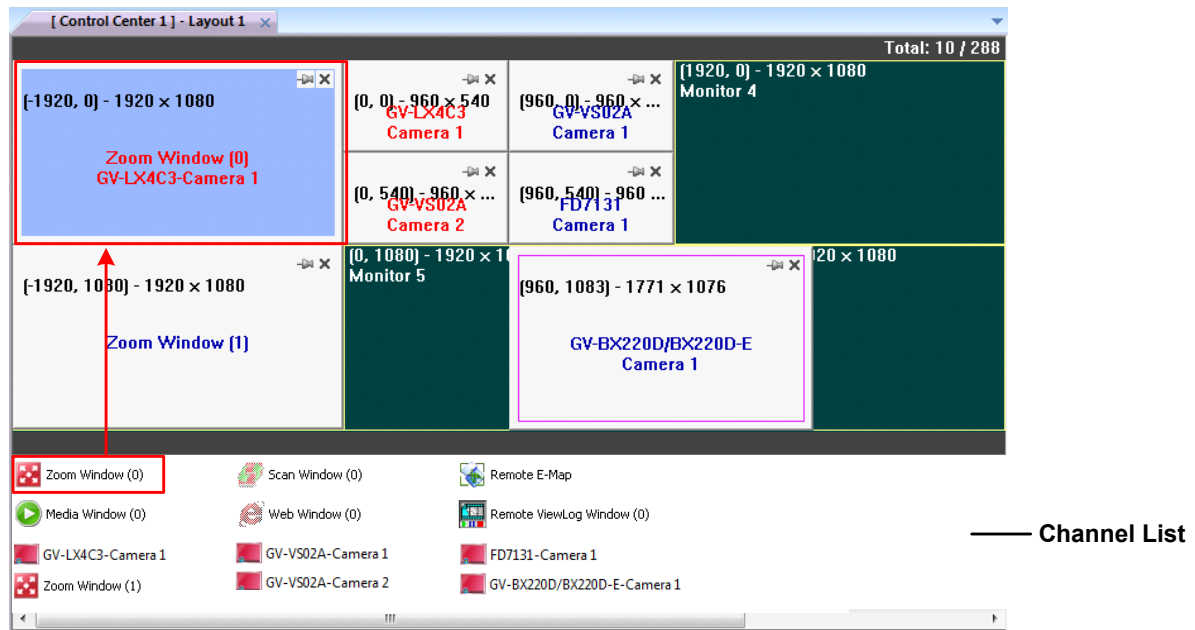 [ Control Center 1 ] - Layout 1
Total: 10 / 288
(-1920, 0) - 1920 × 1080
Zoom Window (0)
GV-LX4C3-Camera 1
(0, 0) - 960 × 540
GV-LX4C3
Camera 1
(960, 0) - 960 × ...
GV-VS02A
Camera 1
(1920, 0) - 1920 × 1080
Monitor 4
(0, 540) - 960 × ...
GV-VS02A
Camera 2
(960, 540) - 960 ...
FD7131
Camera 1
(-1920, 1080) - 1920 × 1080
Zoom Window (1)
(0, 1080) - 1920 × 1
Monitor 5
(960, 1083) - 1771 × 1076
GV-BX220D/BX220D-E
Camera 1
20 × 1080
Zoom Window (0)
Scan Window (0)
Remote E-Map
Media Window (0)
Web Window (0)
Remote ViewLog Window (0)
Channel List
GV-LX4C3-Camera 1
GV-VS02A-Camera 1
FD7131-Camera 1
Zoom Window (1)
GV-VS02A-Camera 2
GV-BX220D/BX220D-E-Camera 1